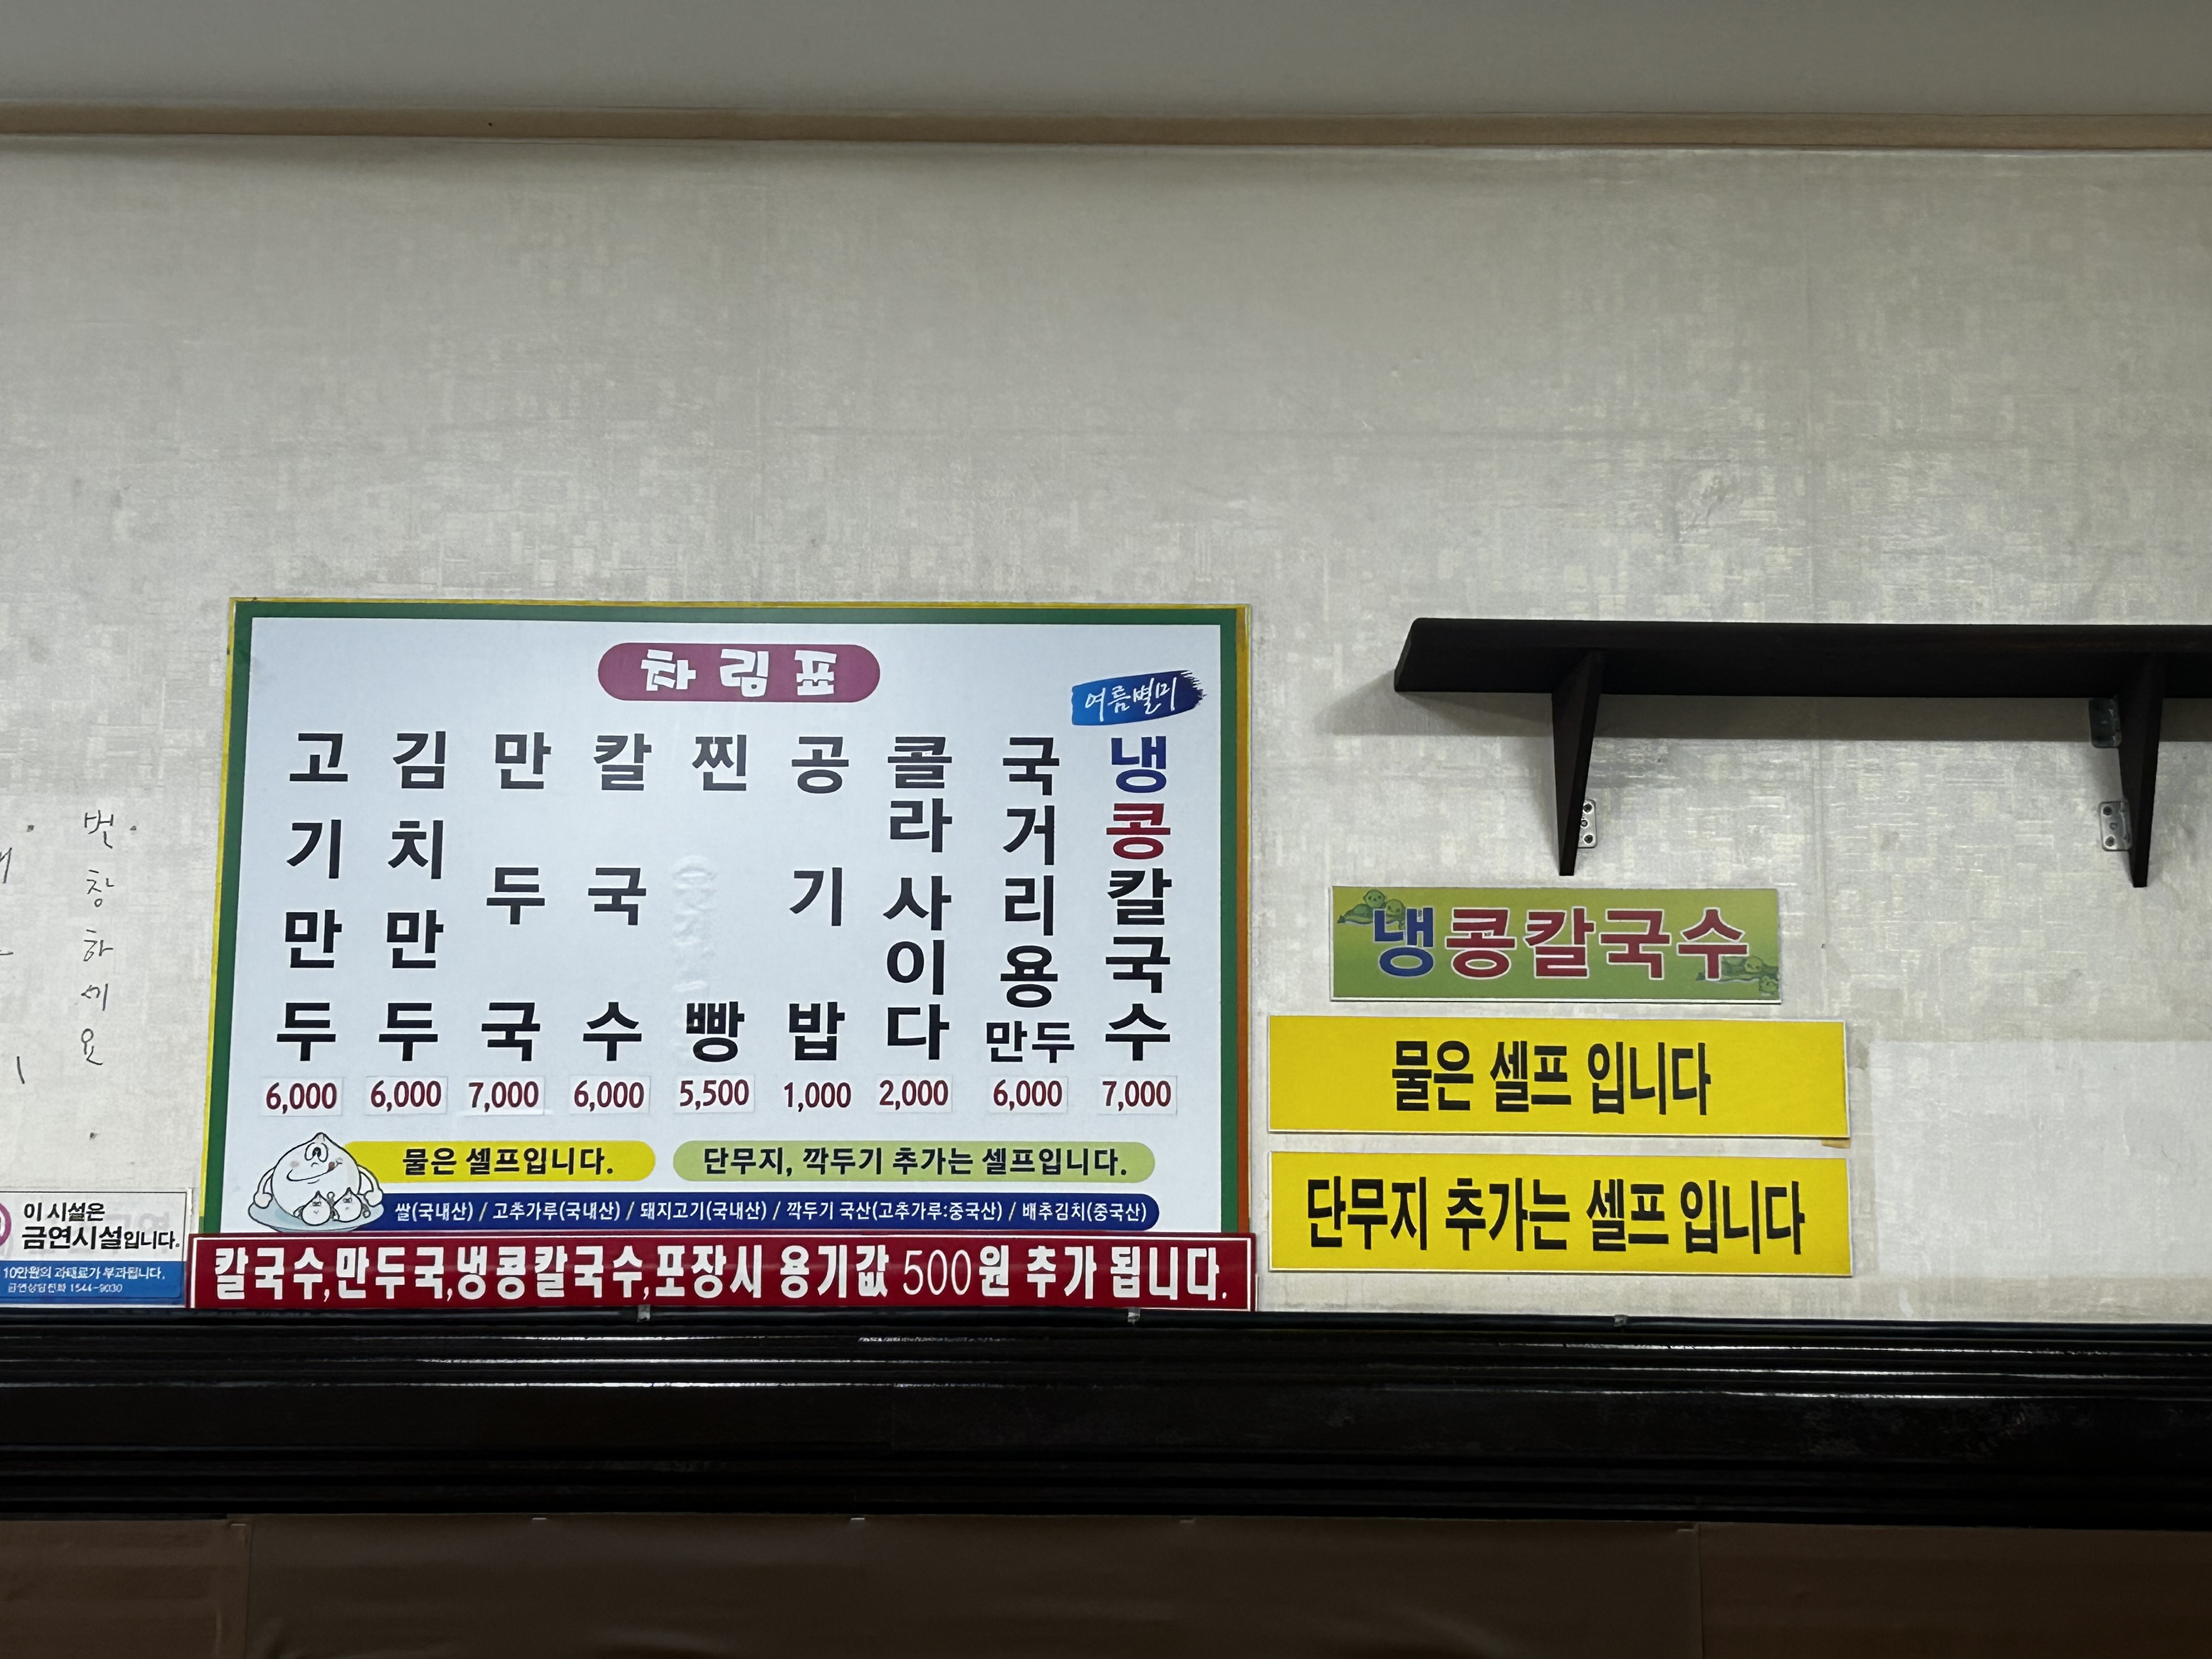 차림표
여름별미
고기만두 6,000
김치만두 6,000
만두국 7,000
칼국수 6,000
찐빵 5,500
공기밥 1,000
콜라사이다 2,000
국거리용만두 6,000
냉콩칼국수 7,000
물은 셀프입니다.
단무지, 깍두기 추가는 셀프입니다.
쌀(국내산) / 고추가루(국내산) / 돼지고기(국내산) / 깍두기 국산(고추가루:중국산) / 배추김치(중국산)
칼국수,만두국,냉콩칼국수,포장시 용기값 500원 추가 됩니다.
냉콩칼국수
물은 셀프 입니다
단무지 추가는 셀프 입니다
번창하세요
이 시설은
금연시설입니다.
10만원의 과태료가 부과됩니다.
금연상담전화 1544-9030